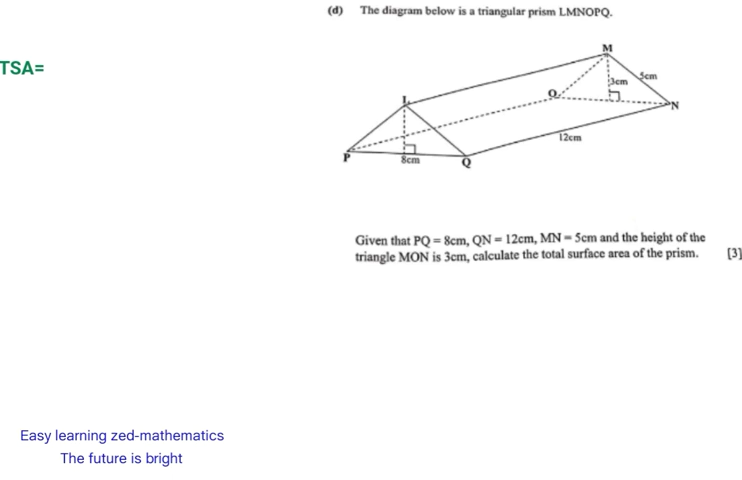 (d) The diagram below is a triangular prism LMNOPQ.
TSA=
M
3cm
5cm
O
N
L
12cm
P
8cm
Q
Given that PQ = 8cm, QN = 12cm, MN = 5cm and the height of the
triangle MON is 3cm, calculate the total surface area of the prism. [3]
Easy learning zed-mathematics
The future is bright